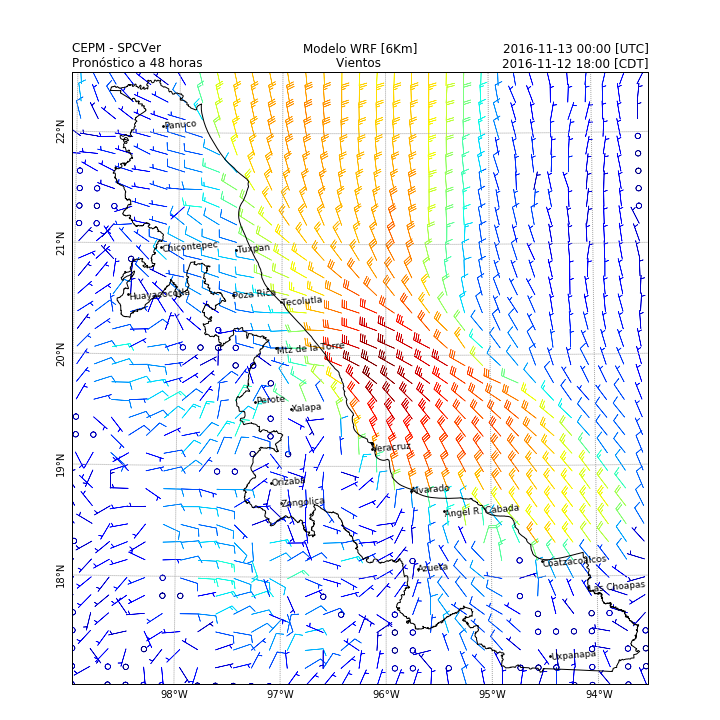 CEPM - SPCVer
Modelo WRF [6Km]
2016-11-13 00:00 [UTC]
Pronóstico a 48 horas
Vientos
2016-11-12 18:00 [CDT]
22°N
Panuco
21°N
Chicontepec
Tuxpan
Huayacocotla
Poza Rica
Tecolutla
20°N
Mtz de la Torre
Perote
Xalapa
19°N
Veracruz
Orizaba
Alvarado
Zongolica
Angel R. Cabada
18°N
Azueta
Coatzacoalcos
Las Choapas
Uxpanapa
98°W
97°W
96°W
95°W
94°W